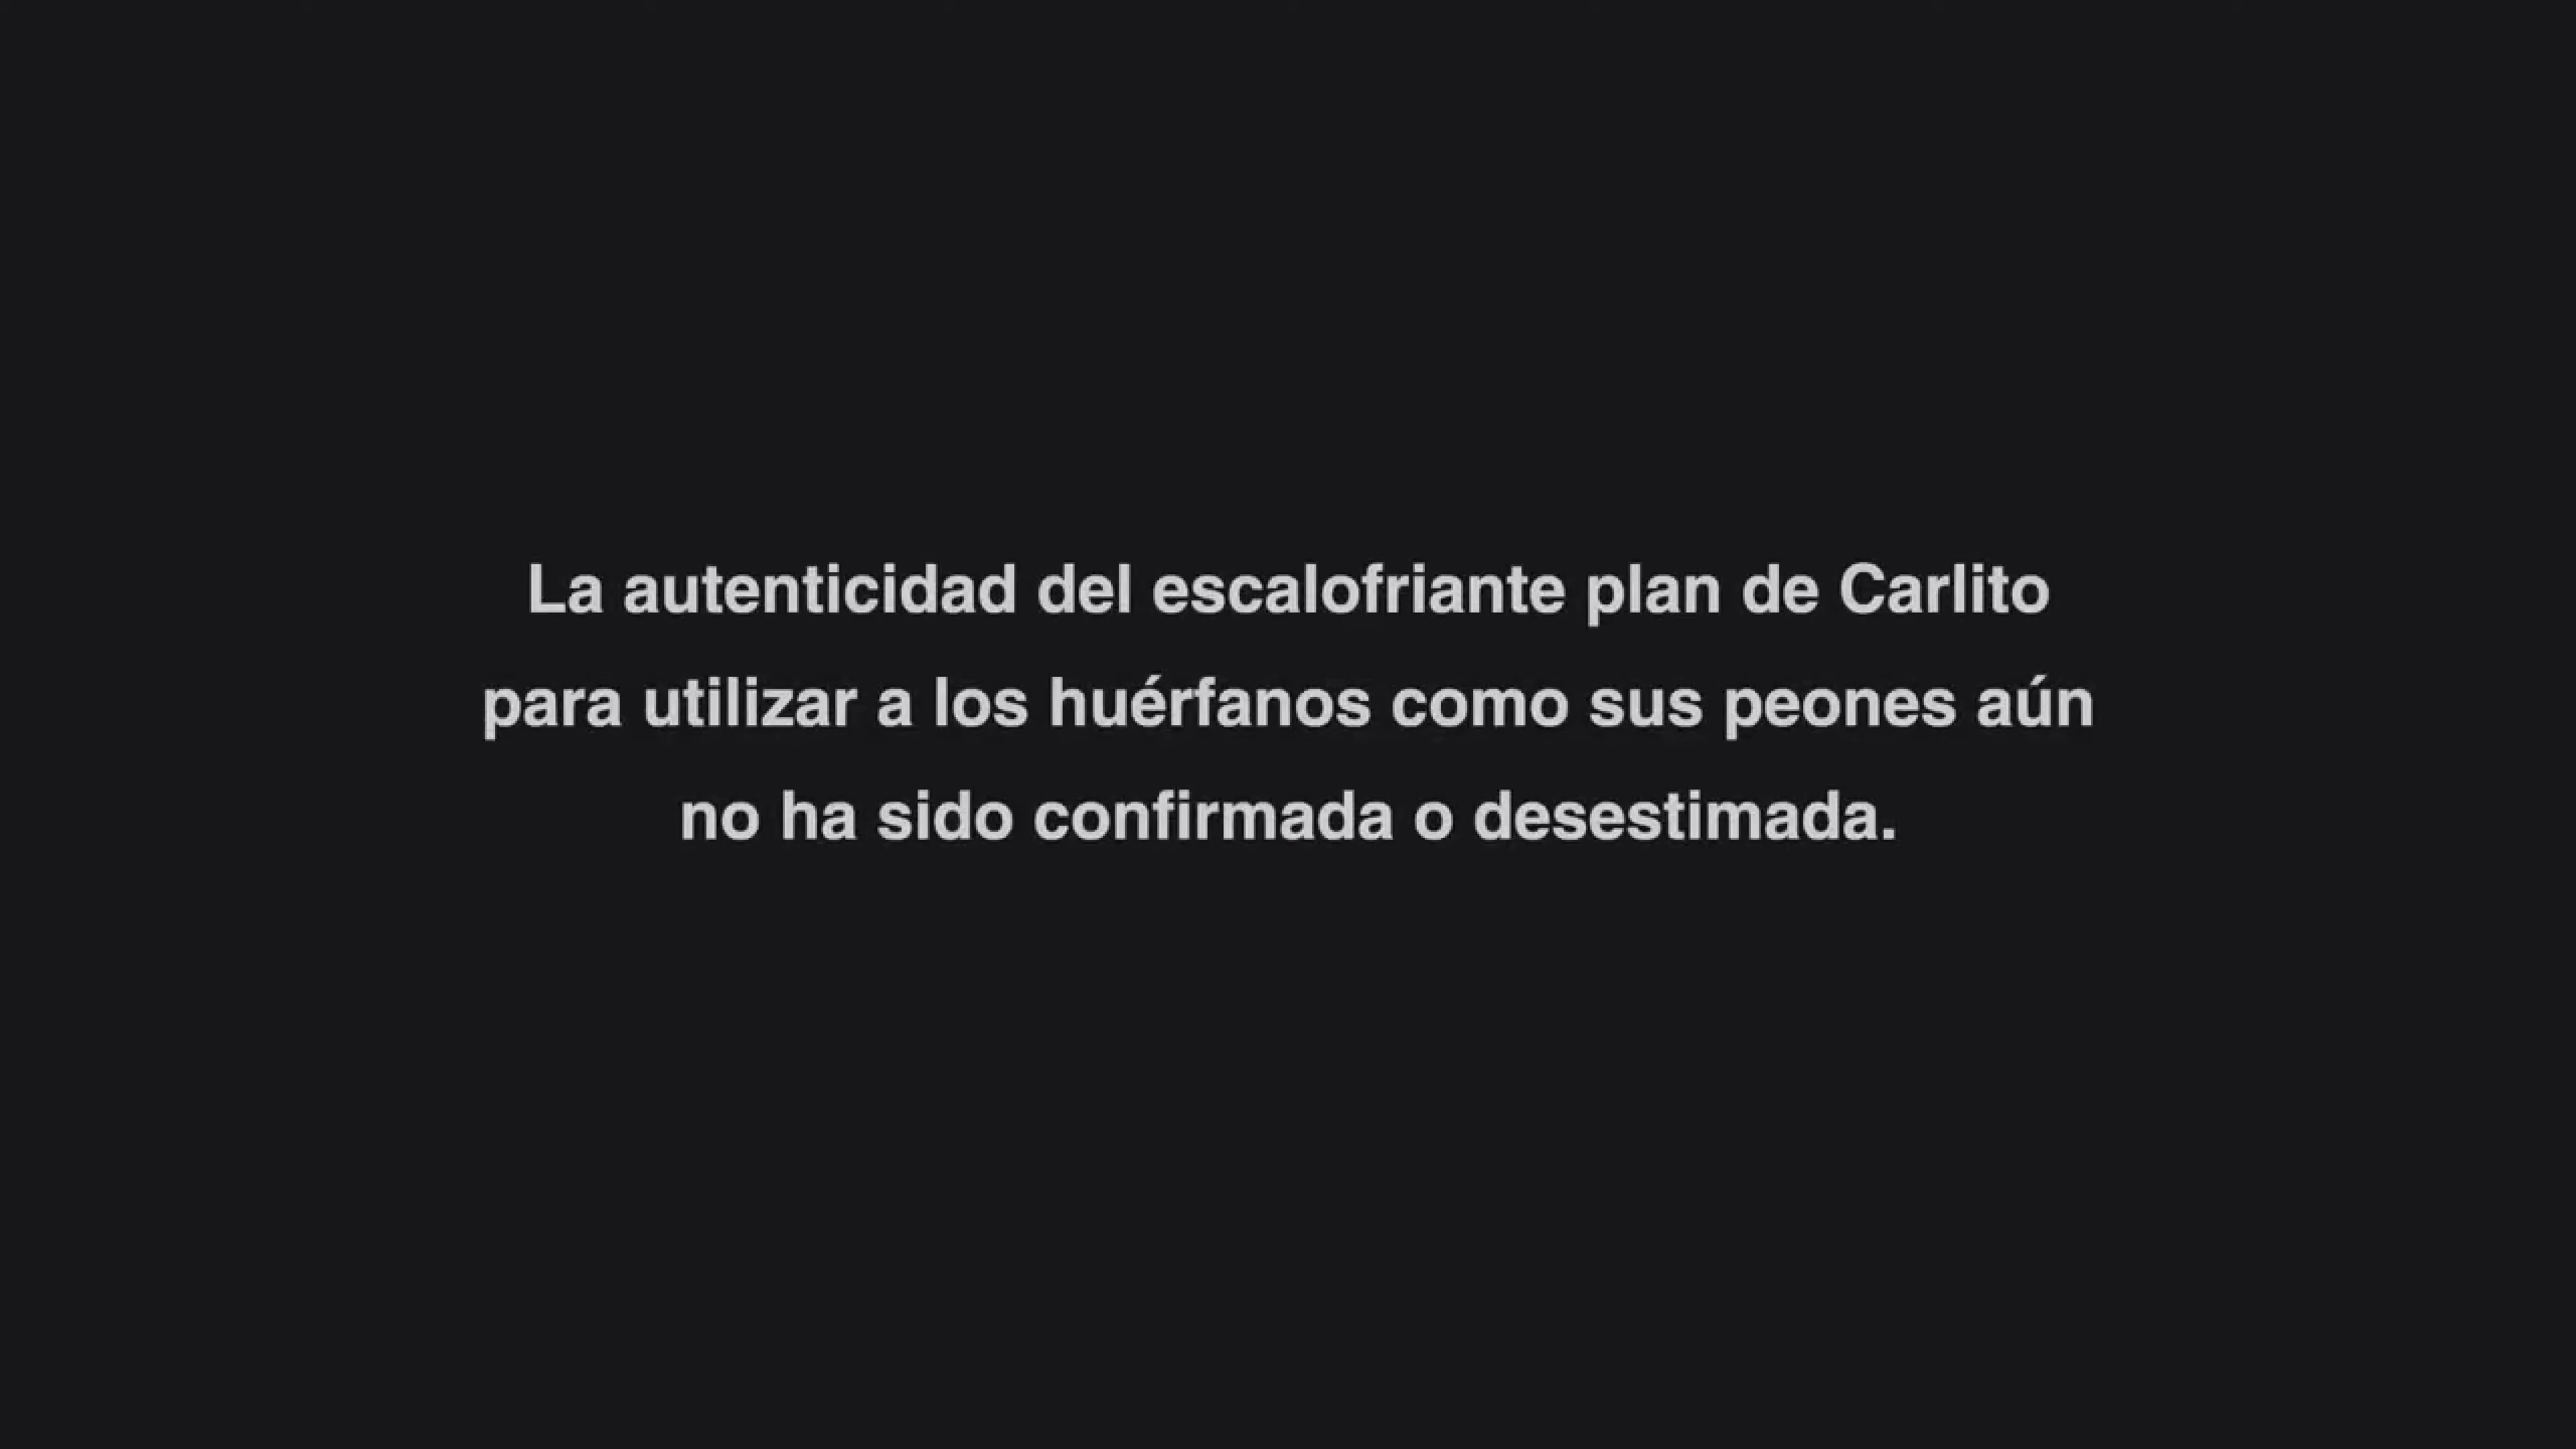 La autenticidad del escalofriante plan de Carlito
para utilizar a los huérfanos como sus peones aún
no ha sido confirmada o desestimada.